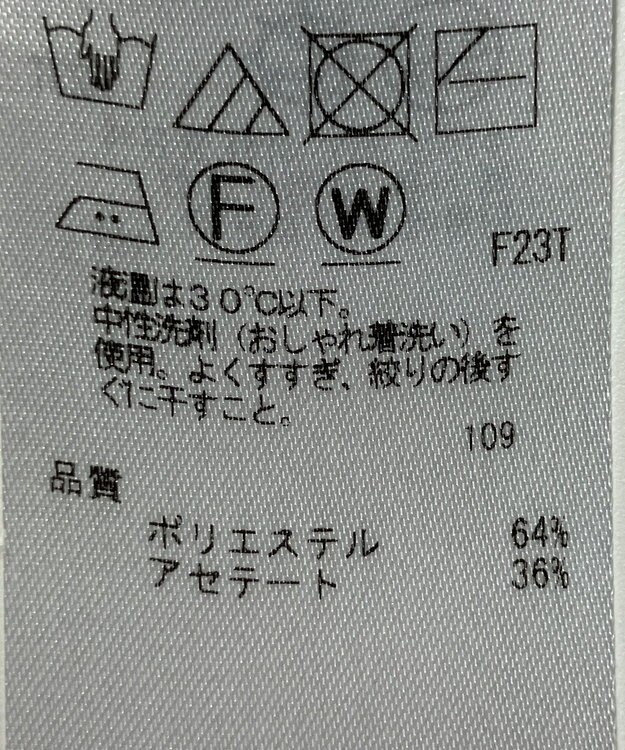 F W
F23T
液温は30℃以下。
中性洗剤（おしゃれ着洗い）を
使用。よくすすぎ、絞りの後す
ぐに干すこと。
109
品質
ポリエステル 64%
アセテート 36%